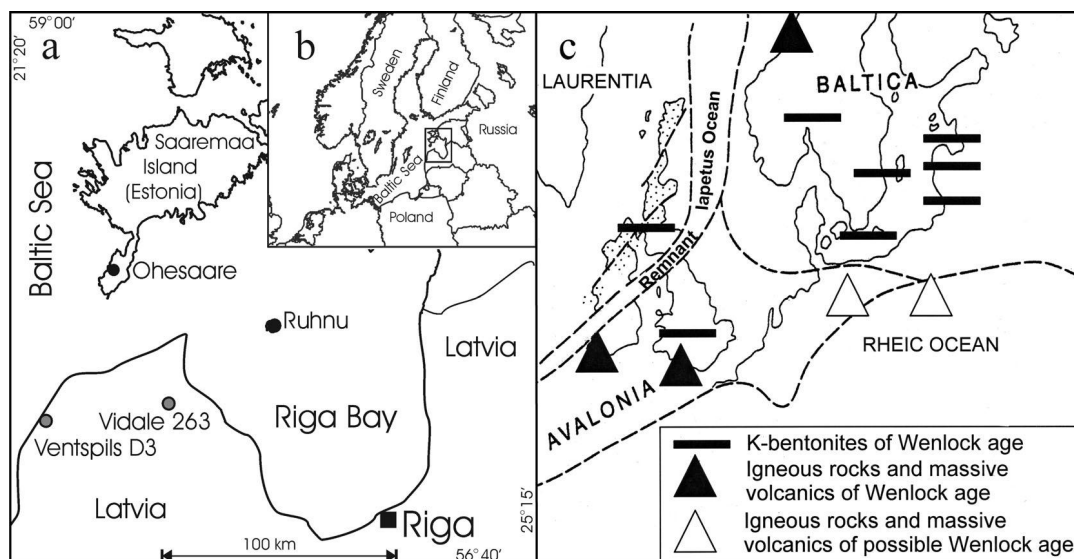 59°00'
21°20'
a
Saaremaa
Island
(Estonia)
Baltic Sea
Ohesaare
Ruhnu
Latvia
Riga Bay
Vidale 263
Ventspils D3
Latvia
Riga
100 km
25°15'
56°40'
b
Sweden
Finland
Russia
Baltic Sea
Poland
c
LAURENTIA
BALTICA
Iapetus Ocean
Remnant
RHEIC OCEAN
AVALONIA
K-bentonites of Wenlock age
Igneous rocks and massive
volcanics of Wenlock age
Igneous rocks and massive
volcanics of possible Wenlock age